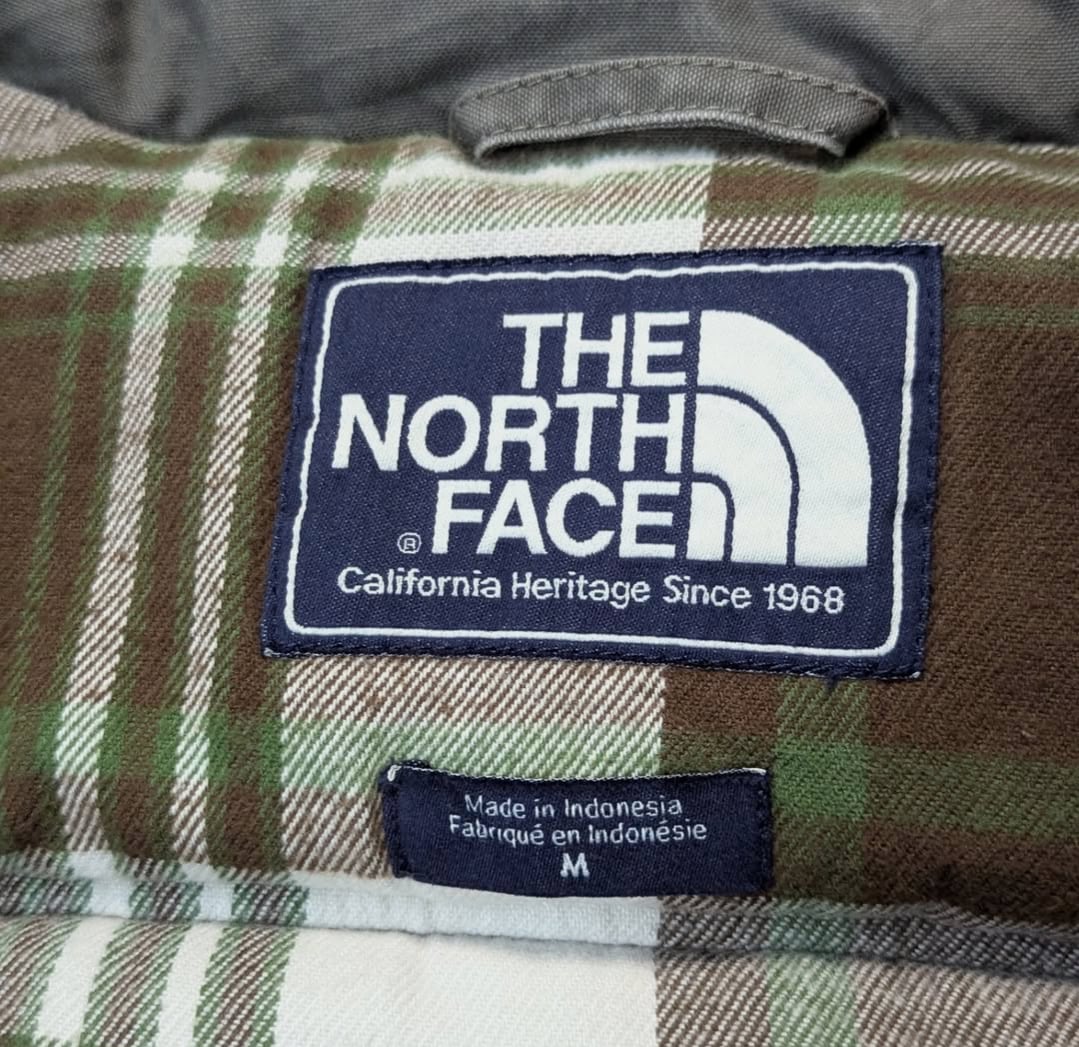 THE
NORTH
FACE
®
California Heritage Since 1968
Made in Indonesia
Fabriqué en Indonésie
M